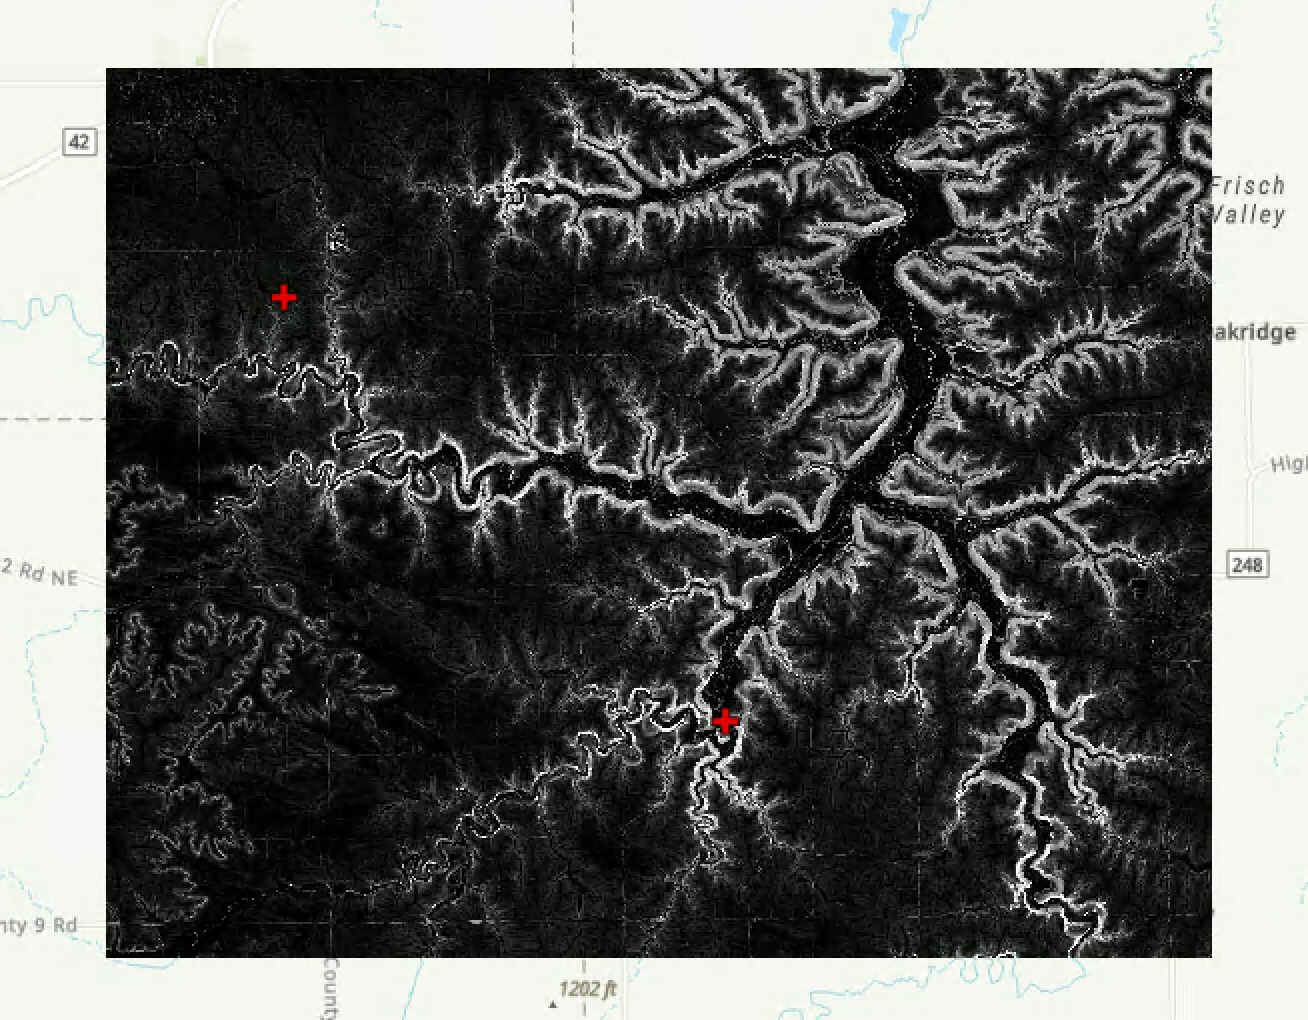 42
Frisch
Valley
akridge
High
248
2 Rd NE
nty 9 Rd
County
1202 ft